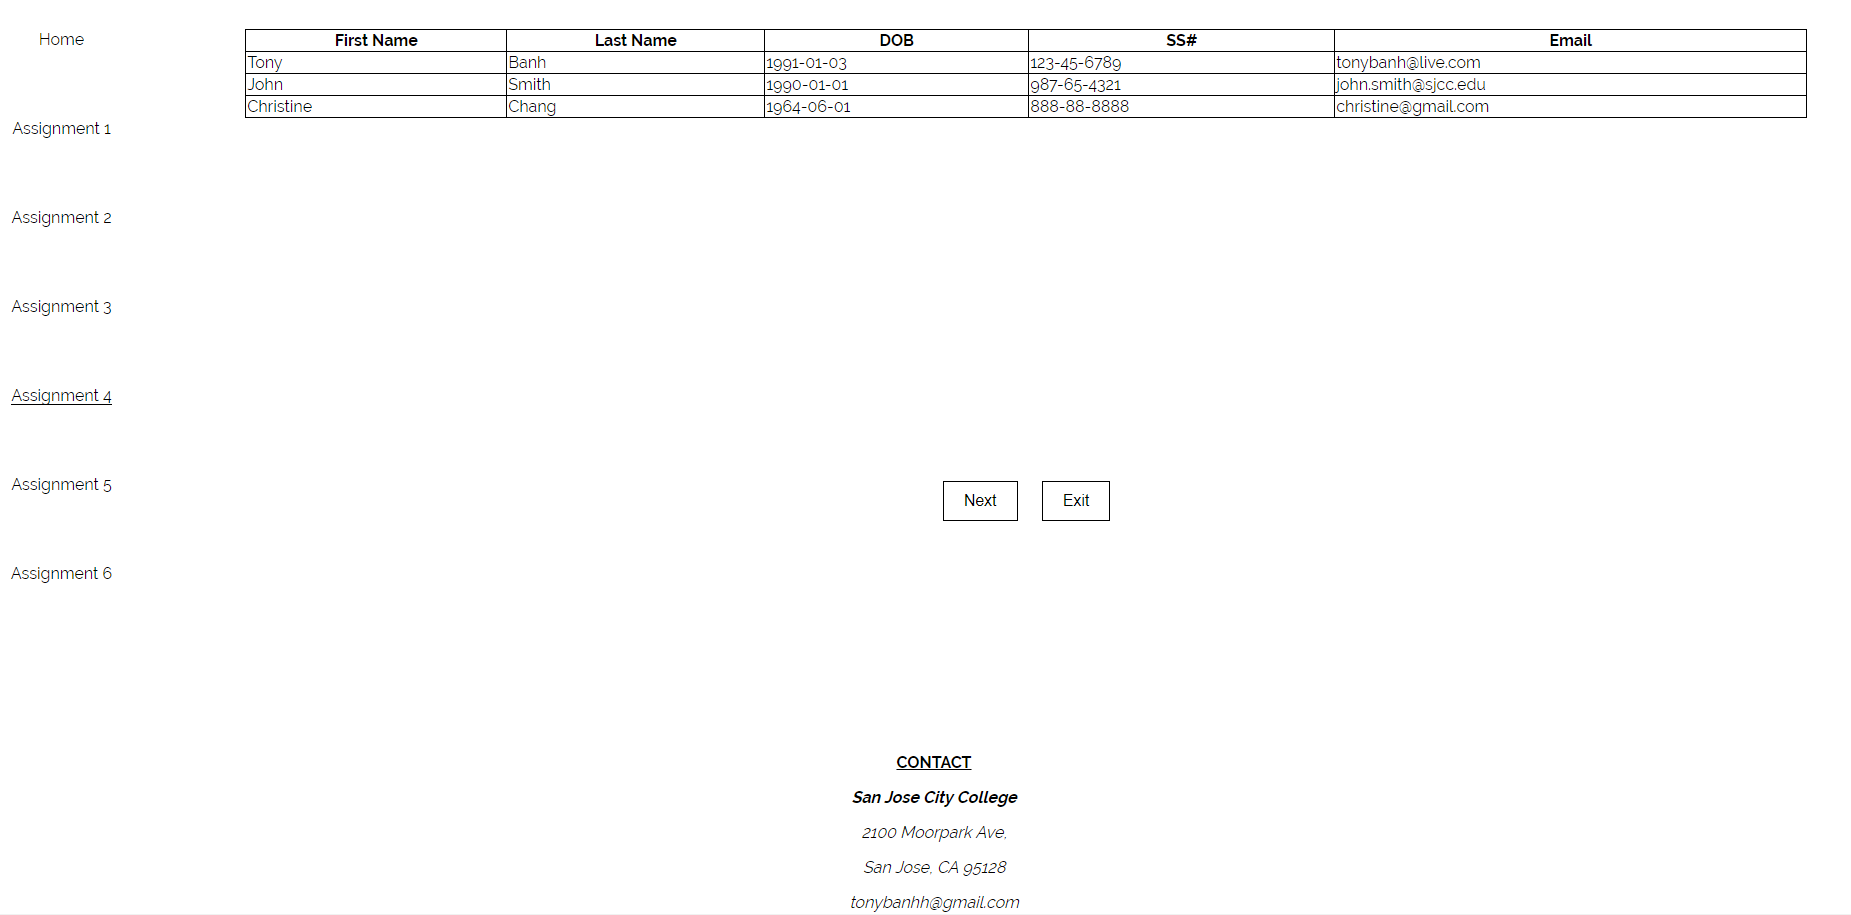 Home
Assignment 1
Assignment 2
Assignment 3
Assignment 4
Assignment 5
Assignment 6
First Name Last Name DOB SS# Email
Tony Banh 1991-01-03 123-45-6789 tonybanh@live.com
John Smith 1990-01-01 987-65-4321 john.smith@sjcc.edu
Christine Chang 1964-06-01 888-88-8888 christine@gmail.com
Next Exit
CONTACT
San Jose City College
2100 Moorpark Ave,
San Jose, CA 95128
tonybanhh@gmail.com